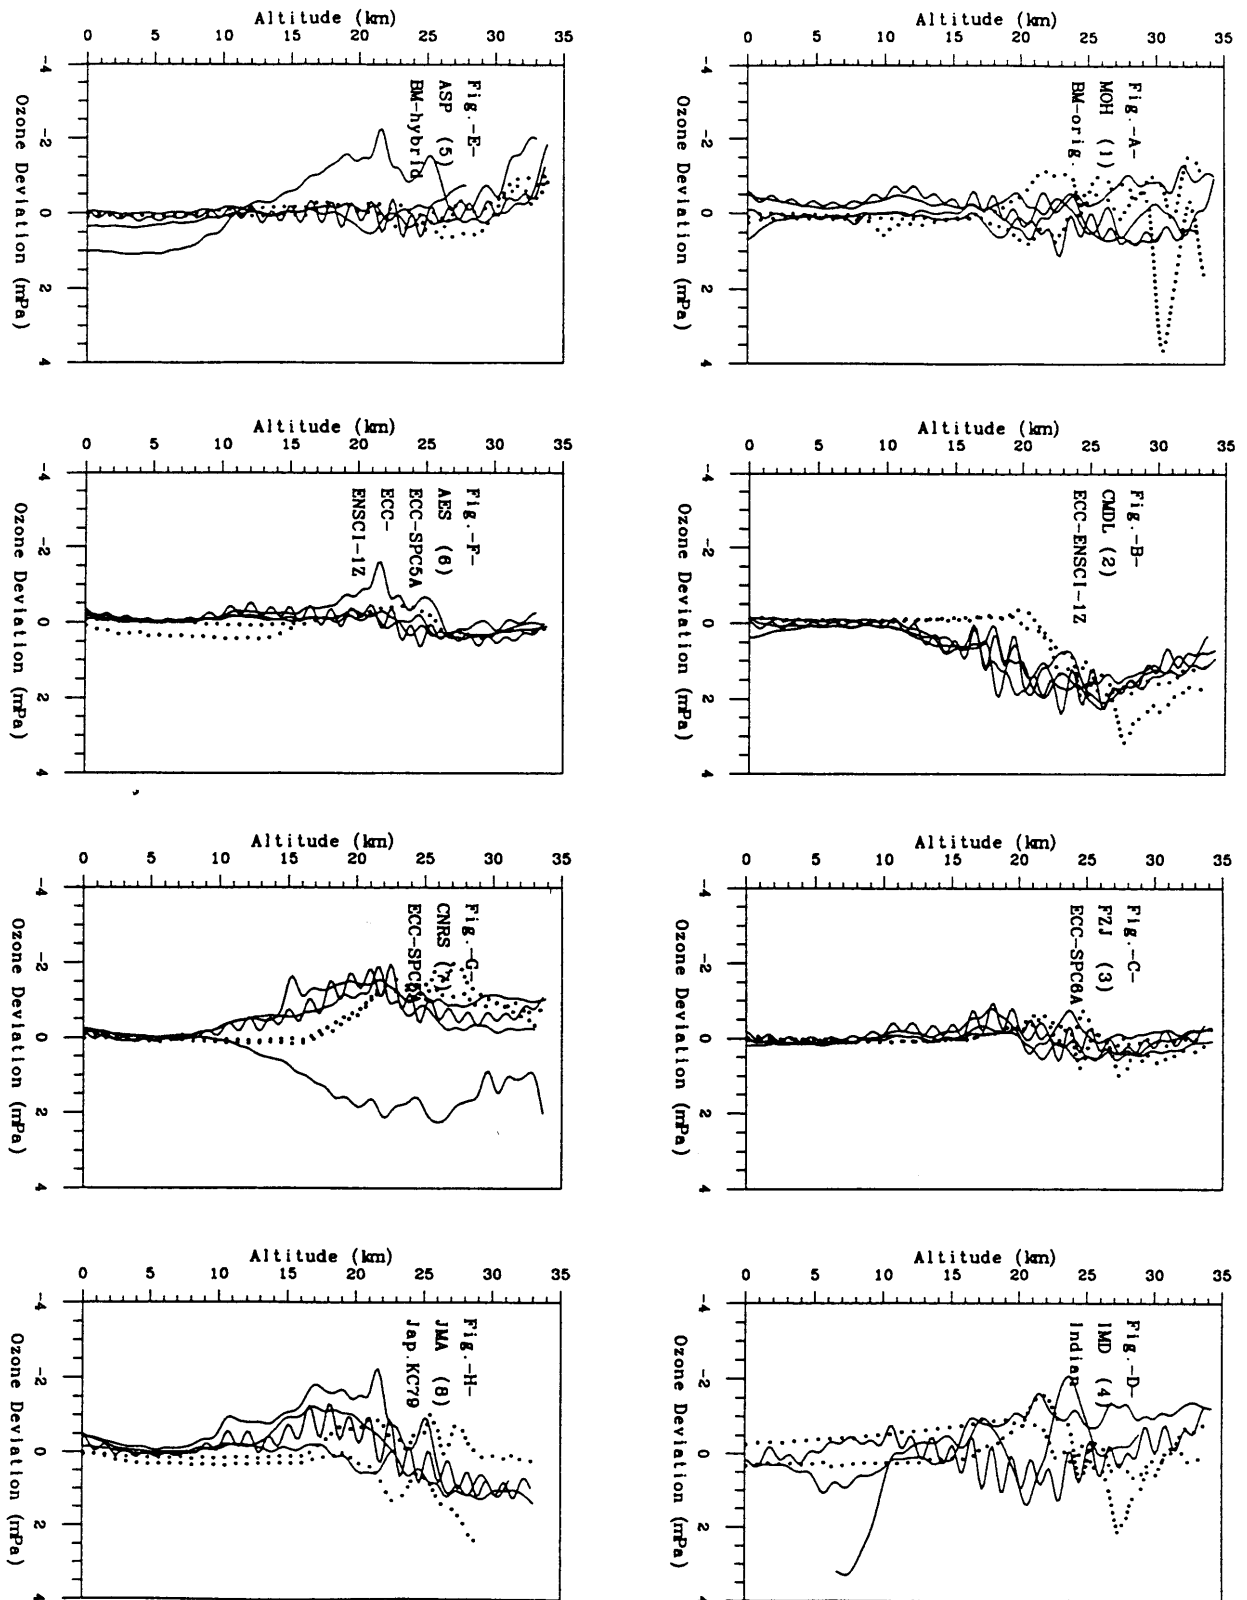 Altitude (km)
0 5 10 15 20 25 30 35
-4 -2 0 2 4
Ozone Deviation (mPa)
Fig.-E-
ASP (5)
BM-hybrid
Altitude (km)
0 5 10 15 20 25 30 35
-4 -2 0 2 4
Ozone Deviation (mPa)
Fig.-A-
MOH (1)
BM-orig.
Altitude (km)
0 5 10 15 20 25 30 35
-4 -2 0 2 4
Ozone Deviation (mPa)
Fig.-F-
AES (6)
ECC-SPC5A
ECC-
ENSCI-1Z
Altitude (km)
0 5 10 15 20 25 30 35
-4 -2 0 2 4
Ozone Deviation (mPa)
Fig.-B-
CMDL (2)
ECC-ENSCI-1Z
Altitude (km)
0 5 10 15 20 25 30 35
-4 -2 0 2 4
Ozone Deviation (mPa)
Fig.-G-
CNRS (7)
ECC-SPC5A
Altitude (km)
0 5 10 15 20 25 30 35
-4 -2 0 2 4
Ozone Deviation (mPa)
Fig.-C-
FZJ (3)
ECC-SPC6A
Altitude (km)
0 5 10 15 20 25 30 35
-4 -2 0 2 4
Ozone Deviation (mPa)
Fig.-H-
JMA (8)
Jap.KC79
Altitude (km)
0 5 10 15 20 25 30 35
-4 -2 0 2 4
Ozone Deviation (mPa)
Fig.-D-
IMD (4)
Indian